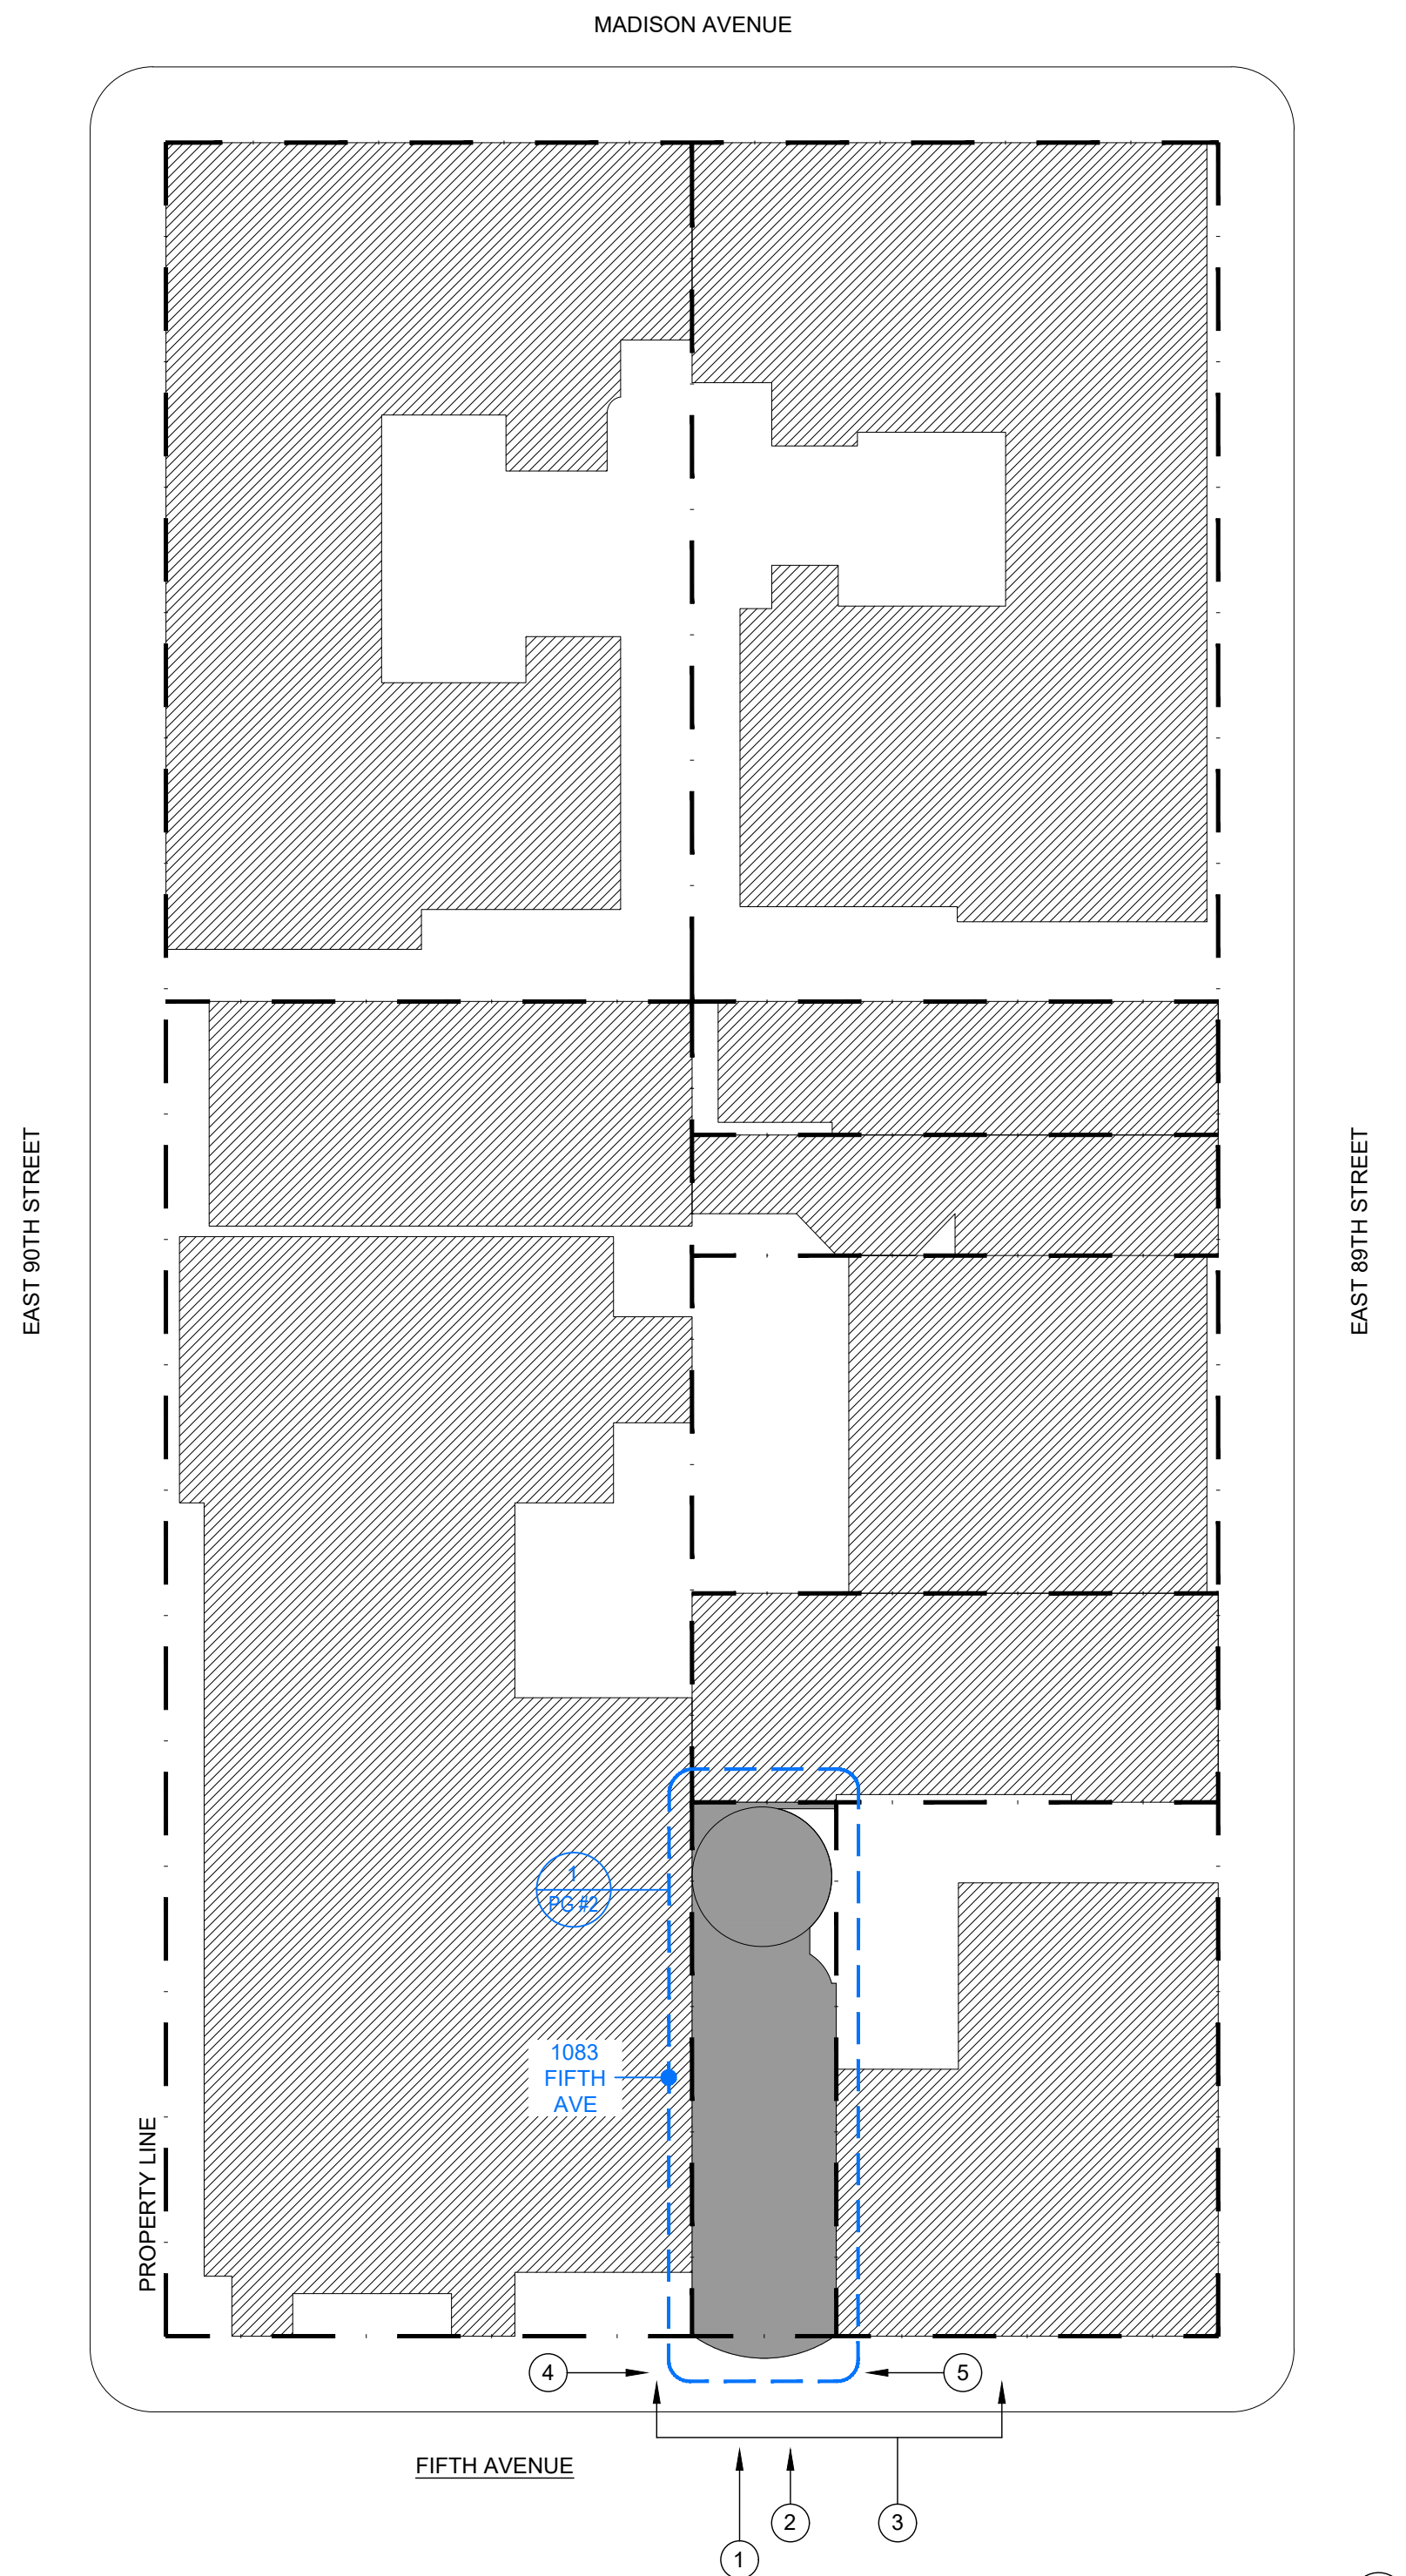 MADISON AVENUE
EAST 90TH STREET
EAST 89TH STREET
1
PG #2
1083
FIFTH
AVE
PROPERTY LINE
4
5
FIFTH AVENUE
2
3
1